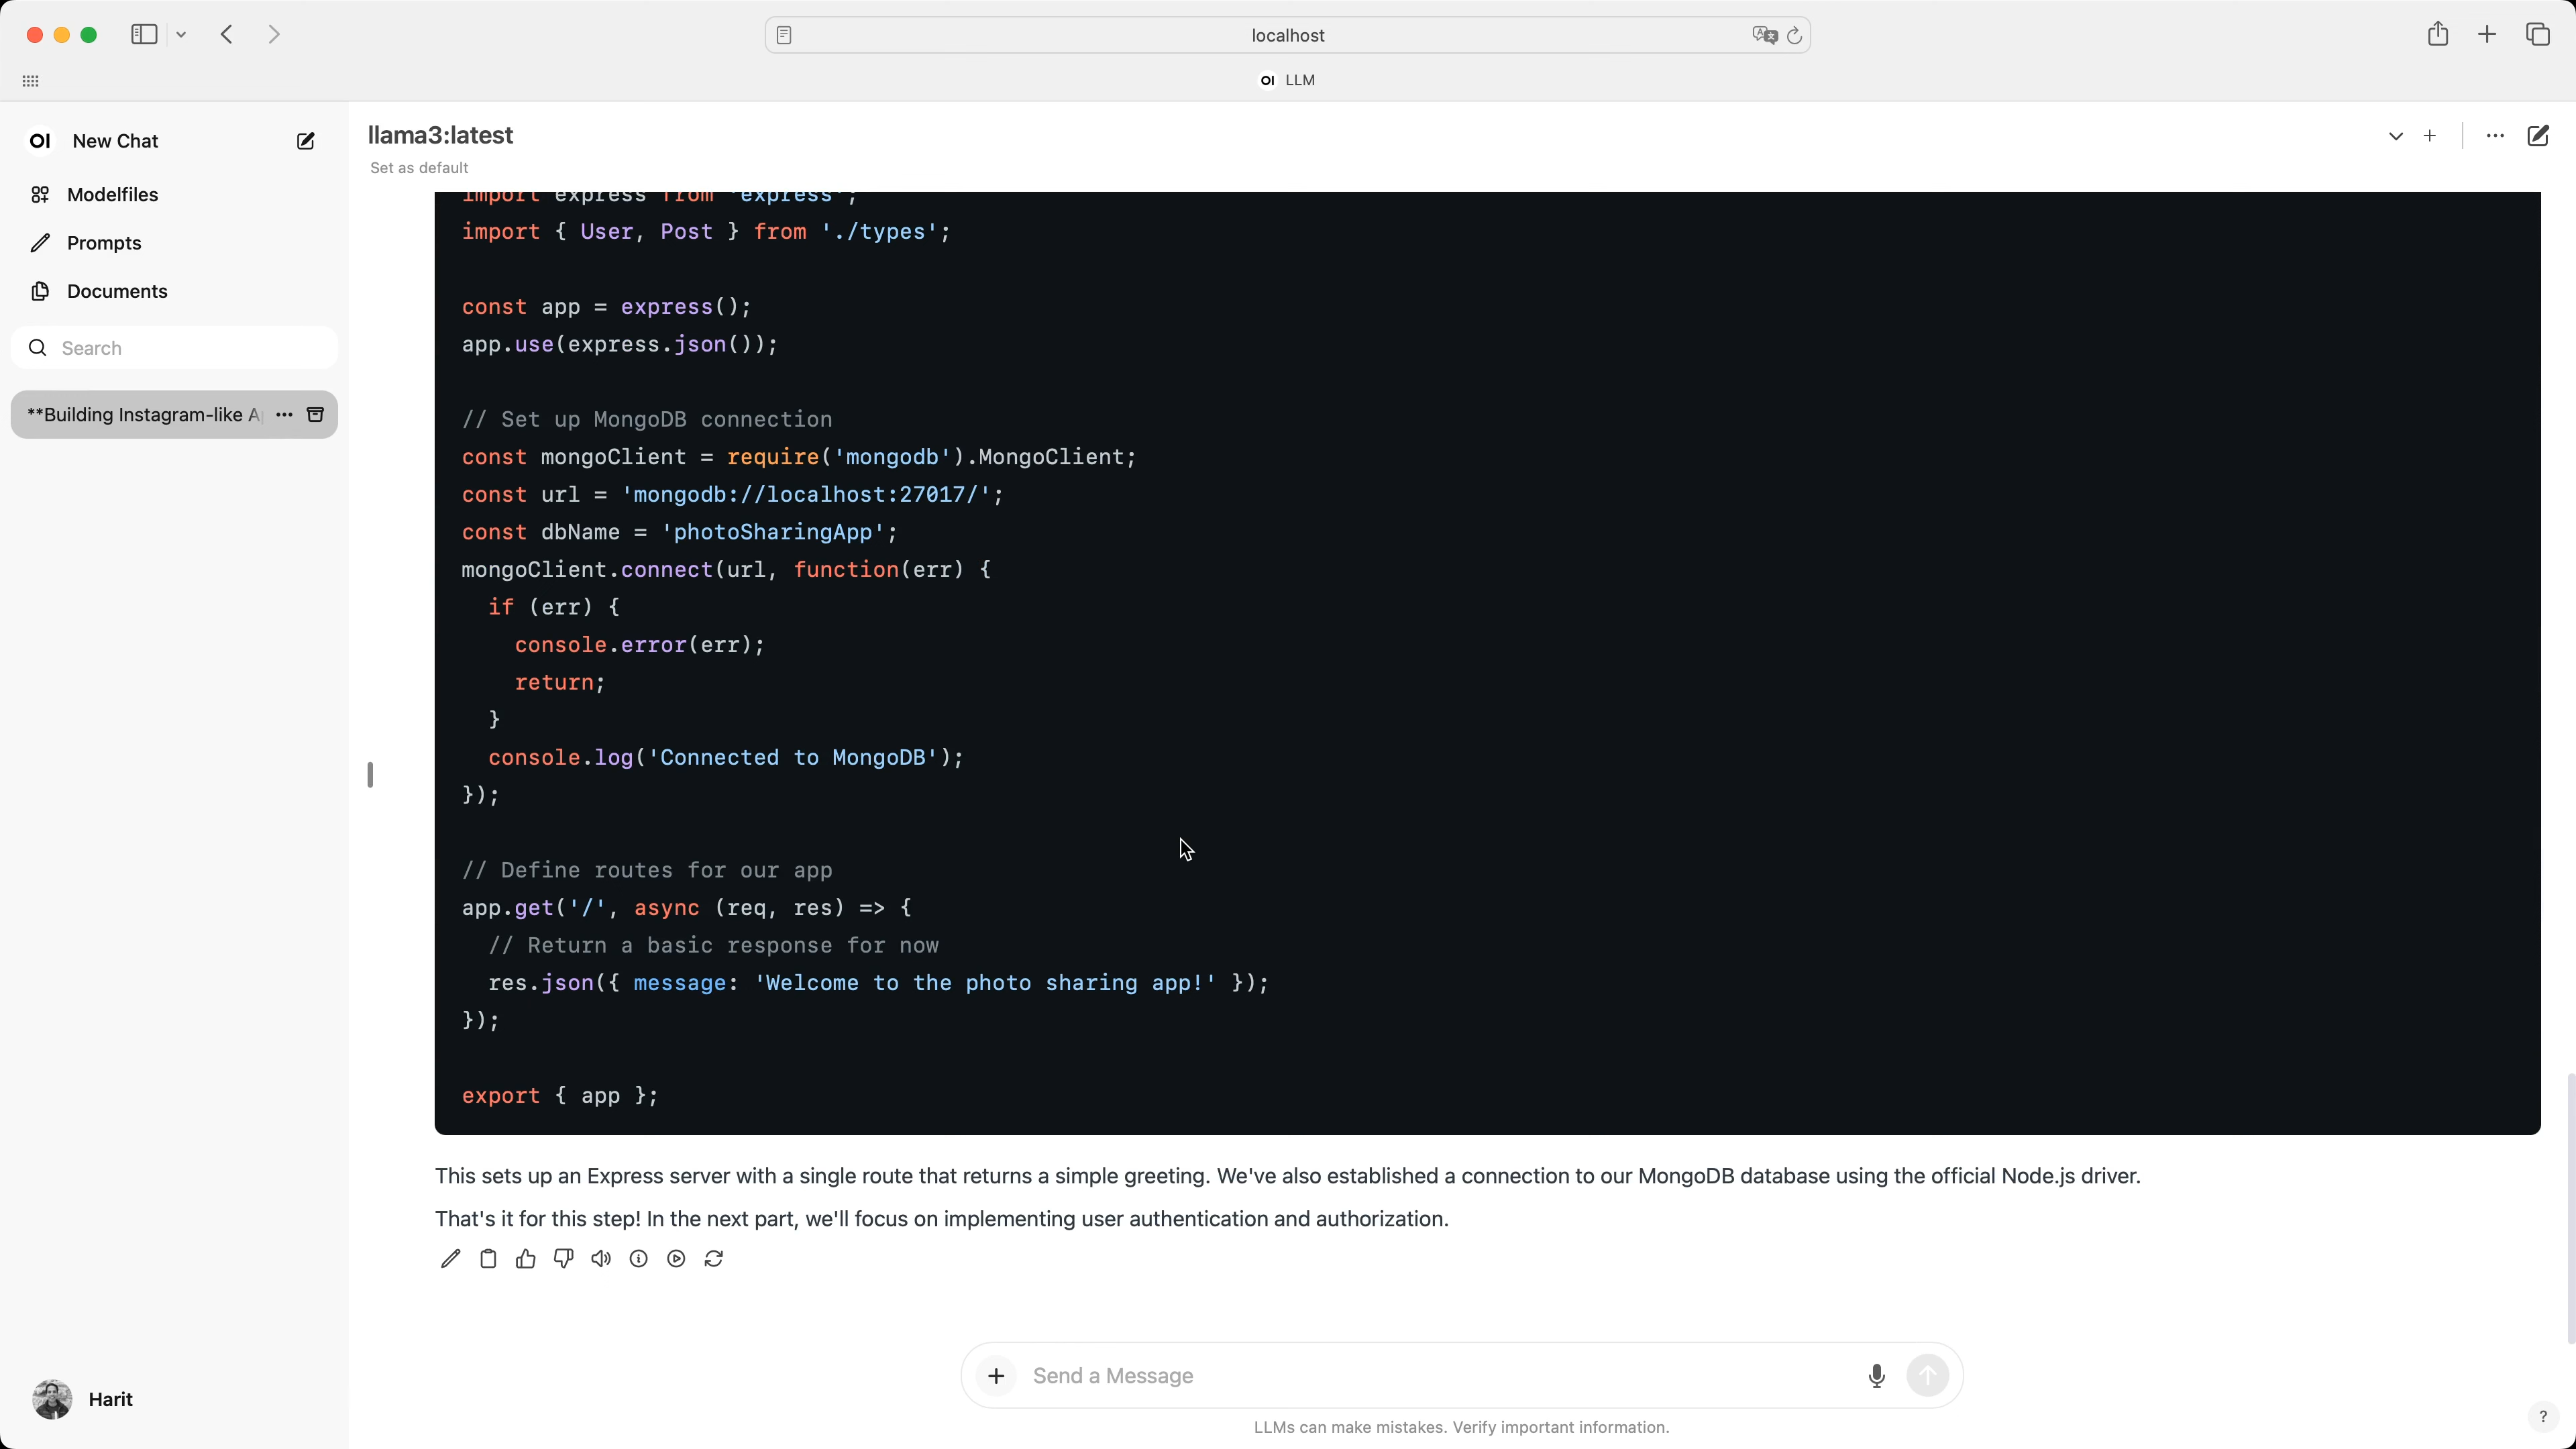 localhost
OI LLM
OI New Chat
Modelfiles
Prompts
Documents
Search
**Building Instagram-like A
Harit
llama3:latest
Set as default
import express from 'express';
import { User, Post } from './types';
const app = express();
app.use(express.json());
// Set up MongoDB connection
const mongoClient = require('mongodb').MongoClient;
const url = 'mongodb://localhost:27017/';
const dbName = 'photoSharingApp';
mongoClient.connect(url, function(err) {
  if (err) {
    console.error(err);
    return;
  }
  console.log('Connected to MongoDB');
});
// Define routes for our app
app.get('/', async (req, res) => {
  // Return a basic response for now
  res.json({ message: 'Welcome to the photo sharing app!' });
});
export { app };
This sets up an Express server with a single route that returns a simple greeting. We've also established a connection to our MongoDB database using the official Node.js driver.
That's it for this step! In the next part, we'll focus on implementing user authentication and authorization.
Send a Message
LLMs can make mistakes. Verify important information.
?